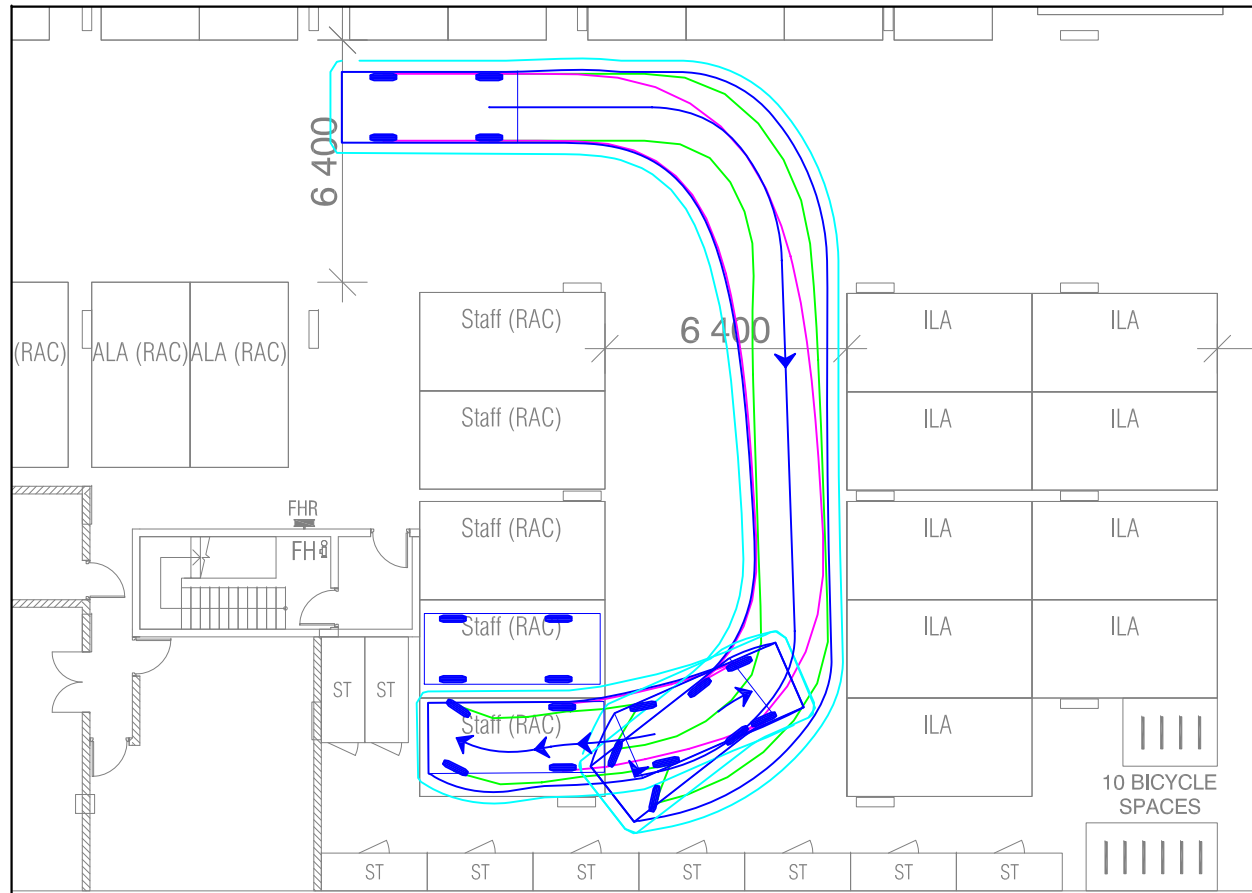 6 400
Staff (RAC)
6 400
ILA
ILA
(RAC)
ALA (RAC)
ALA (RAC)
Staff (RAC)
ILA
ILA
FHR
Staff (RAC)
ILA
ILA
FH
Staff (RAC)
ILA
ILA
ST
ST
Staff (RAC)
ILA
10 BICYCLE
SPACES
ST
ST
ST
ST
ST
ST
ST